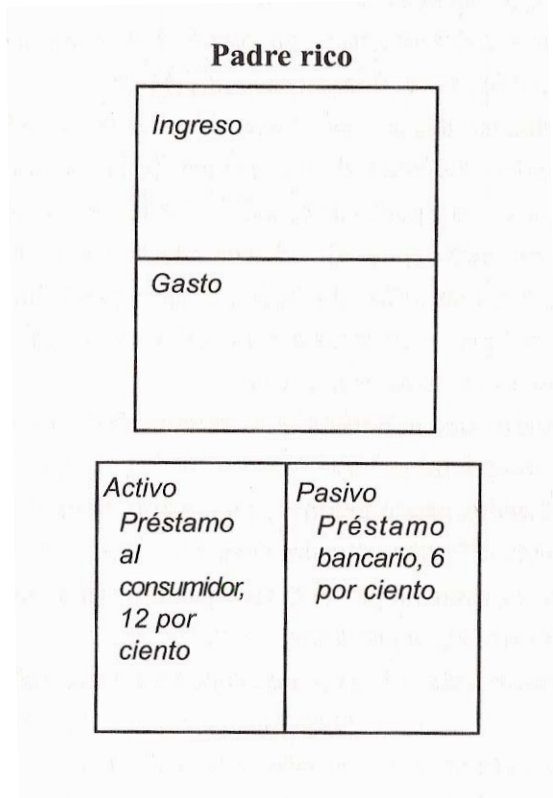 Padre rico
Ingreso
Gasto
Activo
Préstamo
al
consumidor,
12 por
ciento
Pasivo
Préstamo
bancario, 6
por ciento